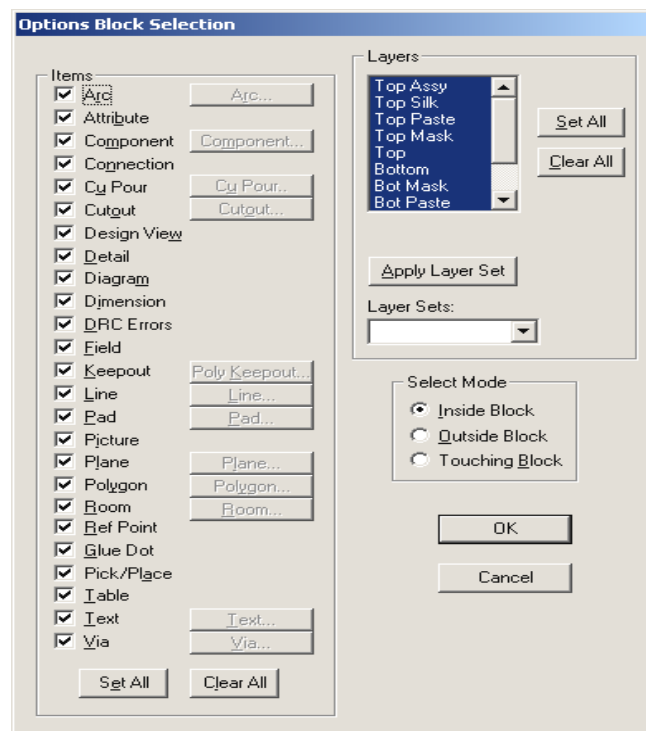 Options Block Selection
Items
Arc Arc...
Attribute
Component Component...
Connection
Cu Pour Cu Pour..
Cutout Cutout...
Design View
Detail
Diagram
Dimension
DRC Errors
Field
Keepout Poly Keepout...
Line Line...
Pad Pad...
Picture
Plane Plane...
Polygon Polygon...
Room Room...
Ref Point
Glue Dot
Pick/Place
Table
Text Text...
Via Via...
Set All Clear All
Layers
Top Assy
Top Silk
Top Paste
Top Mask
Top
Bottom
Bot Mask
Bot Paste
Set All
Clear All
Apply Layer Set
Layer Sets:
Select Mode
Inside Block
Outside Block
Touching Block
OK
Cancel